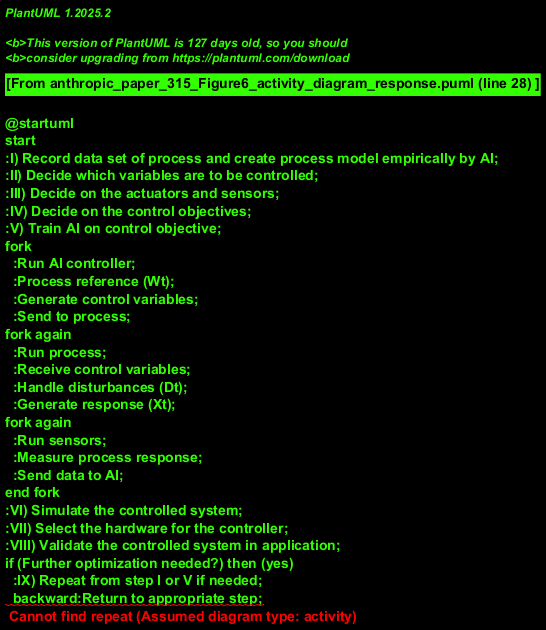 PlantUML 1.2025.2
<b>This version of PlantUML is 127 days old, so you should
<b>consider upgrading from https://plantuml.com/download
[From anthropic_paper_315_Figure6_activity_diagram_response.puml (line 28) ]
@startuml
start
:I) Record data set of process and create process model empirically by AI;
:II) Decide which variables are to be controlled;
:III) Decide on the actuators and sensors;
:IV) Decide on the control objectives;
:V) Train AI on control objective;
fork
:Run AI controller;
:Process reference (Wt);
:Generate control variables;
:Send to process;
fork again
:Run process;
:Receive control variables;
:Handle disturbances (Dt);
:Generate response (Xt);
fork again
:Run sensors;
:Measure process response;
:Send data to AI;
end fork
:VI) Simulate the controlled system;
:VII) Select the hardware for the controller;
:VIII) Validate the controlled system in application;
if (Further optimization needed?) then (yes)
:IX) Repeat from step I or V if needed;
backward:Return to appropriate step;
Cannot find repeat (Assumed diagram type: activity)